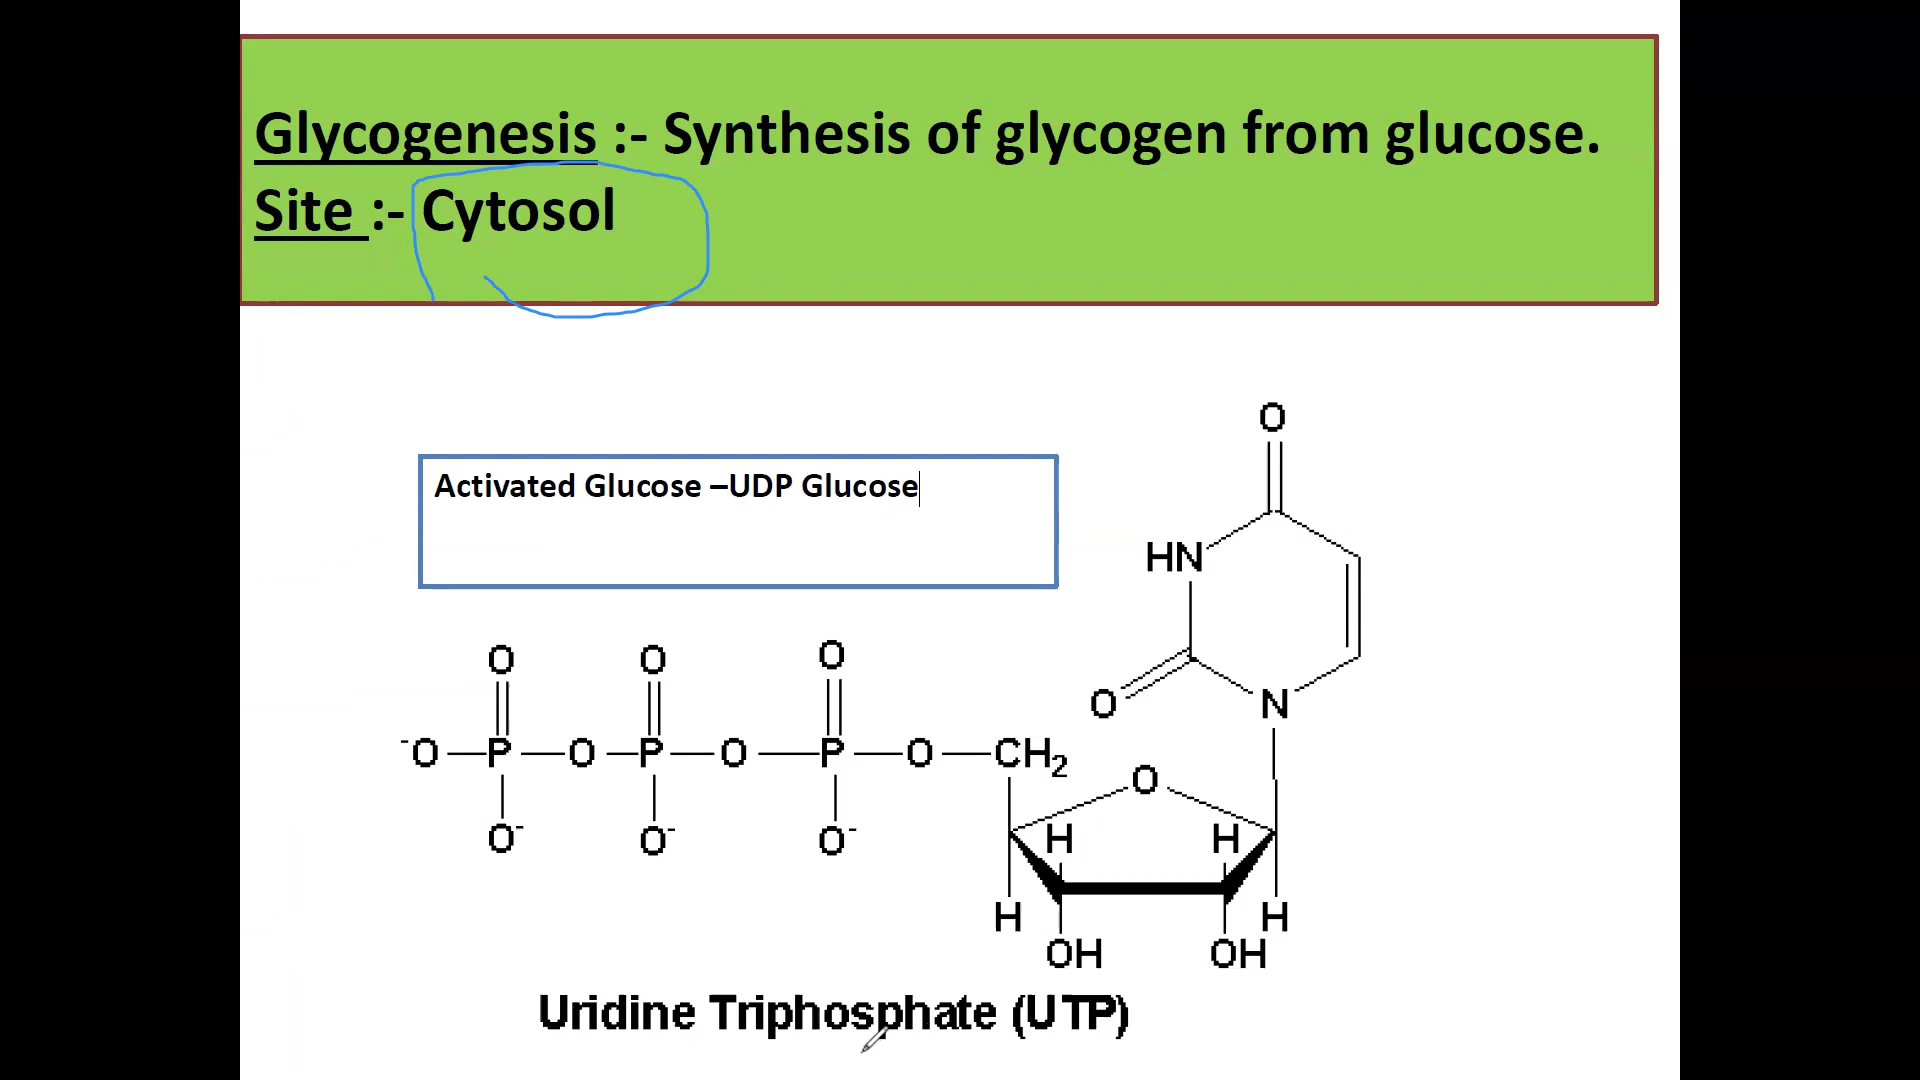 Glycogenesis :- Synthesis of glycogen from glucose.
Site :- Cytosol
Activated Glucose –UDP Glucose
O
HN
O
N
O O O
-O P O P O P O CH2
O
O- O- O-
H H
H H
OH OH
Uridine Triphosphate (UTP)